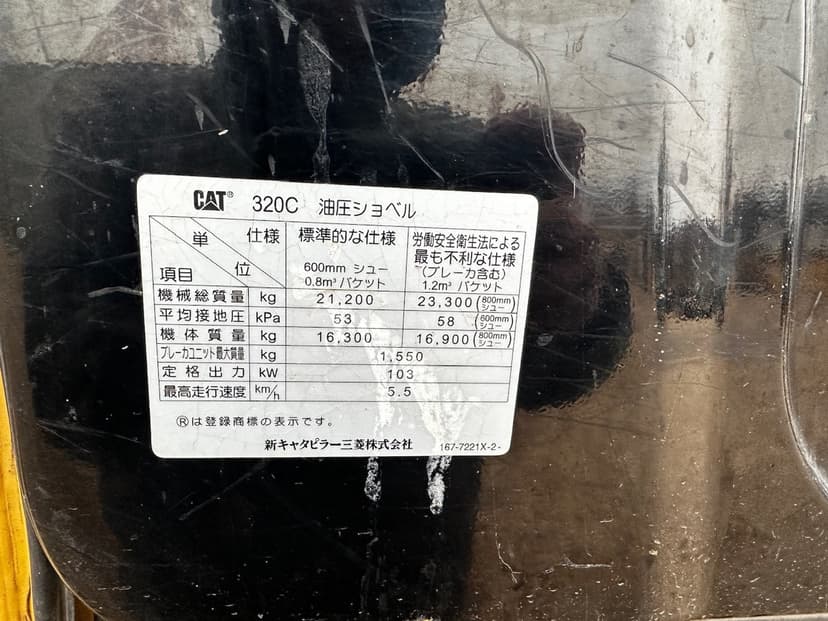 CAT® 320C 油圧ショベル
単位 仕様 標準的な仕様 労働安全衛生法による
最も不利な仕様
項目 600mm シュー (ブレーカ含む)
0.8m³ バケット 1.2m³ バケット
機械総質量 kg 21,200 23,300 (800mm シュー)
平均接地圧 kPa 53 58 (600mm シュー)
機体質量 kg 16,300 16,900 (800mm シュー)
ブレーカユニット最大質量 kg 1,550
定格出力 kW 103
最高走行速度 km/h 5.5
®は登録商標の表示です。
新キャタピラー三菱株式会社 167-7221X-2-